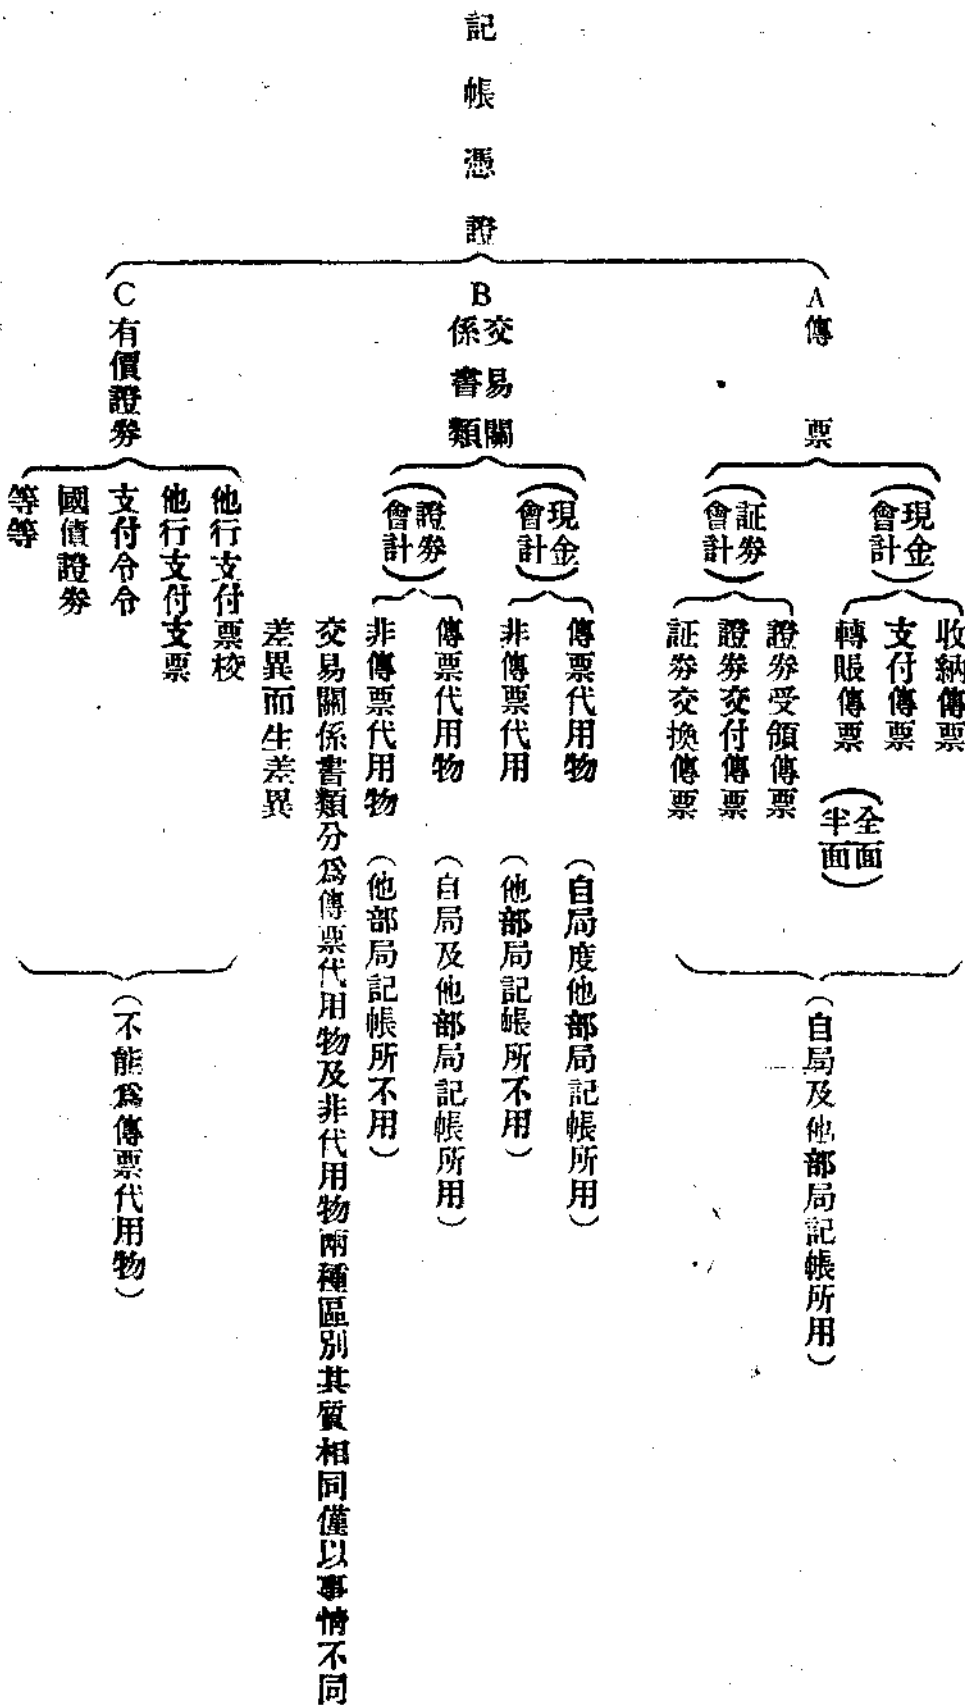 記帳憑證
A傳票
(現金會計)
收納傳票
支付傳票
轉賬傳票(全面半面)
(証券會計)
證券受領傳票
證券交付傳票
証券交換傳票
(自局及他部局記帳所用)
B交易關係書類
(現金會計)
傳票代用物(自局度他部局記帳所用)
非傳票代用(他部局記帳所不用)
(證券會計)
傳票代用物(自局及他部局記帳所用)
非傳票代用物(他部局記帳所不用)
交易關係書類分爲傳票代用物及非代用物兩種區別其質相同僅以事情不同
差異而生差異
C有價證券
他行支付票校
他行支付支票
支付令令
國債證券
等等
(不能爲傳票代用物)